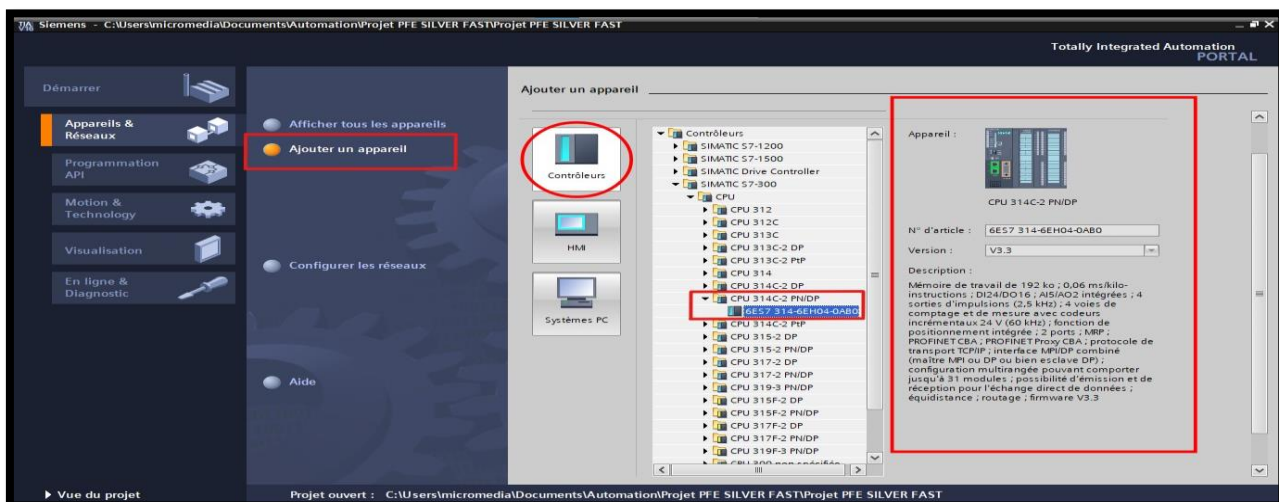 Siemens - C:\Users\micromedia\Documents\Automation\Projet PFE SILVER FAST\Projet PFE SILVER FAST
Totally Integrated Automation
PORTAL
Démarrer
Appareils &
Réseaux
Programmation
API
Motion &
Technology
Visualisation
En ligne &
Diagnostic
Afficher tous les appareils
Ajouter un appareil
Configurer les réseaux
Aide
Ajouter un appareil
Contrôleurs
HMI
Systèmes PC
Contrôleurs
SIMATIC S7-1200
SIMATIC S7-1500
SIMATIC Drive Controller
SIMATIC S7-300
CPU
CPU 312
CPU 312C
CPU 313C
CPU 313C-2 DP
CPU 313C-2 PtP
CPU 314
CPU 314C-2 DP
CPU 314C-2 PN/DP
6ES7 314-6EH04-0AB0
CPU 314C-2 PtP
CPU 315-2 DP
CPU 315-2 PN/DP
CPU 317-2 DP
CPU 317-2 PN/DP
CPU 319-3 PN/DP
CPU 315F-2 DP
CPU 315F-2 PN/DP
CPU 317F-2 DP
CPU 317F-2 PN/DP
CPU 319F-3 PN/DP
CPU 300 non spécifiée
Appareil :
CPU 314C-2 PN/DP
N° d'article : 6ES7 314-6EH04-0AB0
Version : V3.3
Description :
Mémoire de travail de 192 ko ; 0,06 ms/kilo-
instructions ; DI24/DO16 ; AI5/AO2 intégrées ; 4
sorties d'impulsions (2,5 kHz) ; 4 voies de
comptage et de mesure avec codeurs
incrémentaux 24 V (60 kHz) ; fonction de
positionnement intégrée ; 2 ports ; MRP ;
PROFINET CBA ; PROFINET Proxy CBA ; protocole de
transport TCP/IP ; interface MPI/DP combiné
(maître MPI ou DP ou bien esclave DP) ;
configuration multirangée pouvant comporter
jusqu'à 31 modules ; possibilité d'émission et de
réception pour l'échange direct de données ;
équidistance ; routage ; firmware V3.3
Vue du projet
Projet ouvert : C:\Users\micromedia\Documents\Automation\Projet PFE SILVER FAST\Projet PFE SILVER FAST